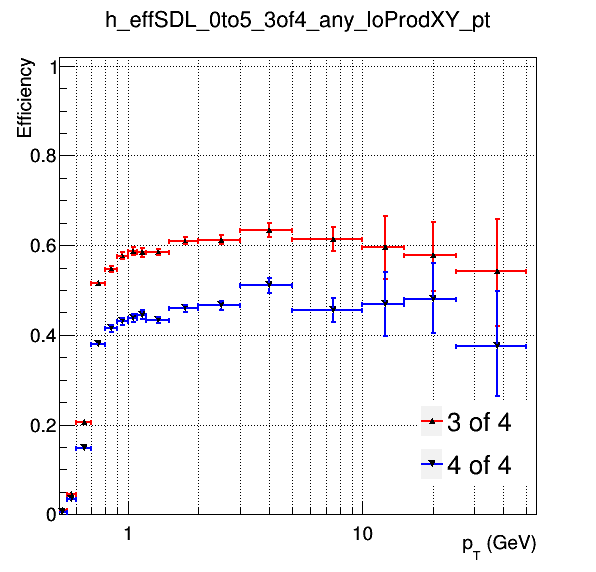 h_effSDL_0to5_3of4_any_loProdXY_pt
Efficiency
1
0.8
0.6
0.4
0.2
0
1
10
p_T (GeV)
3 of 4
4 of 4